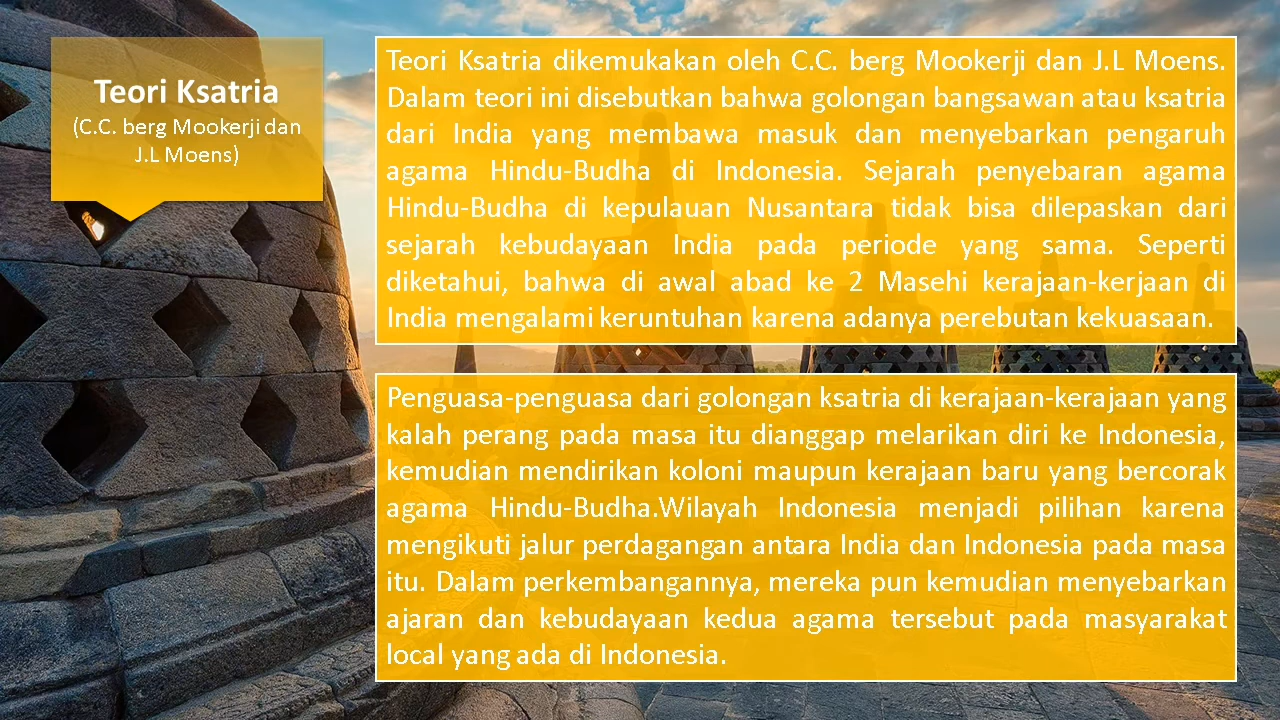 Teori Ksatria
(C.C. berg Mookerji dan
J.L Moens)
Teori Ksatria dikemukakan oleh C.C. berg Mookerji dan J.L Moens.
Dalam teori ini disebutkan bahwa golongan bangsawan atau ksatria
dari India yang membawa masuk dan menyebarkan pengaruh
agama Hindu-Budha di Indonesia. Sejarah penyebaran agama
Hindu-Budha di kepulauan Nusantara tidak bisa dilepaskan dari
sejarah kebudayaan India pada periode yang sama. Seperti
diketahui, bahwa di awal abad ke 2 Masehi kerajaan-kerjaan di
India mengalami keruntuhan karena adanya perebutan kekuasaan.
Penguasa-penguasa dari golongan ksatria di kerajaan-kerajaan yang
kalah perang pada masa itu dianggap melarikan diri ke Indonesia,
kemudian mendirikan koloni maupun kerajaan baru yang bercorak
agama Hindu-Budha.Wilayah Indonesia menjadi pilihan karena
mengikuti jalur perdagangan antara India dan Indonesia pada masa
itu. Dalam perkembangannya, mereka pun kemudian menyebarkan
ajaran dan kebudayaan kedua agama tersebut pada masyarakat
local yang ada di Indonesia.